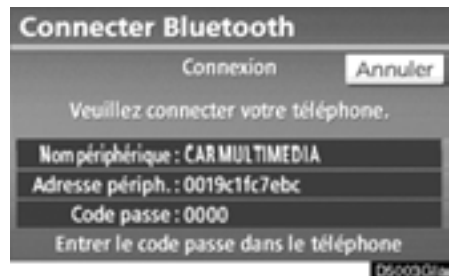 Connecter Bluetooth
Connexion Annuler
Veuillez connecter votre téléphone.
Nom périphérique : CAR MULTIMEDIA
Adresse périph. : 0019c1fc7ebc
Code passe : 0000
Entrer le code passe dans le téléphone